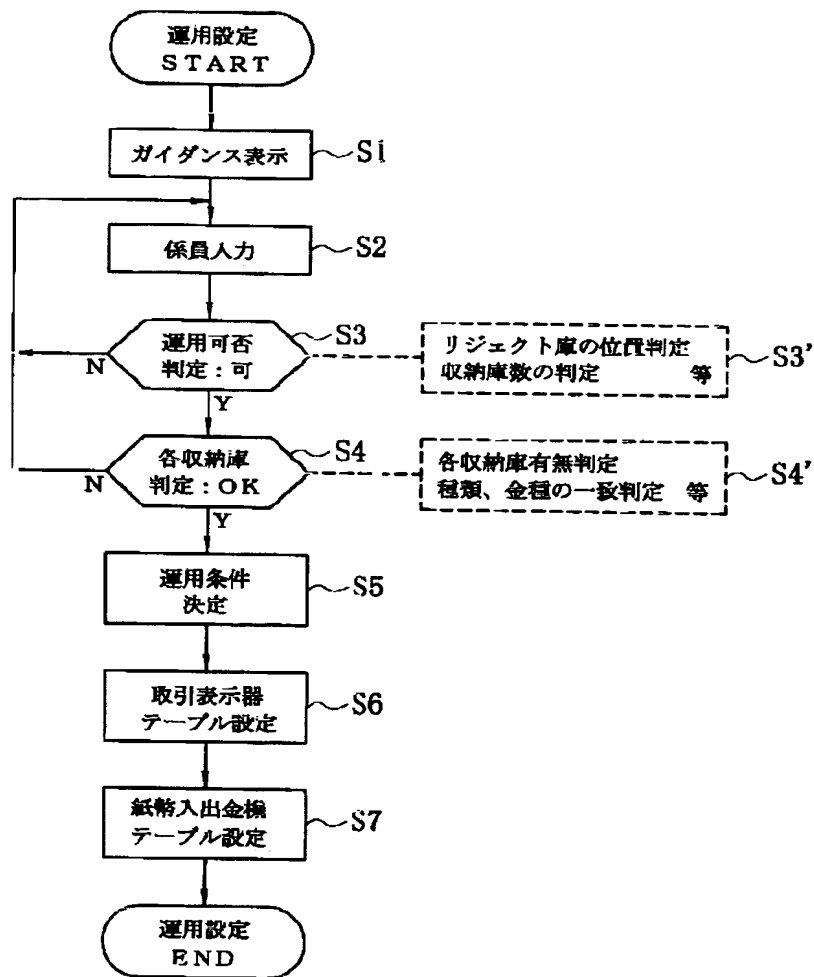 運用設定
START
ガイダンス表示
S1
係員入力
S2
運用可否
判定:可
S3
N
Y
リジェクト庫の位置判定
収納庫数の判定 等
S3'
各収納庫
判定:OK
S4
N
Y
各収納庫有無判定
種類、金種の一致判定 等
S4'
運用条件
決定
S5
取引表示器
テーブル設定
S6
紙幣入出金機
テーブル設定
S7
運用設定
END